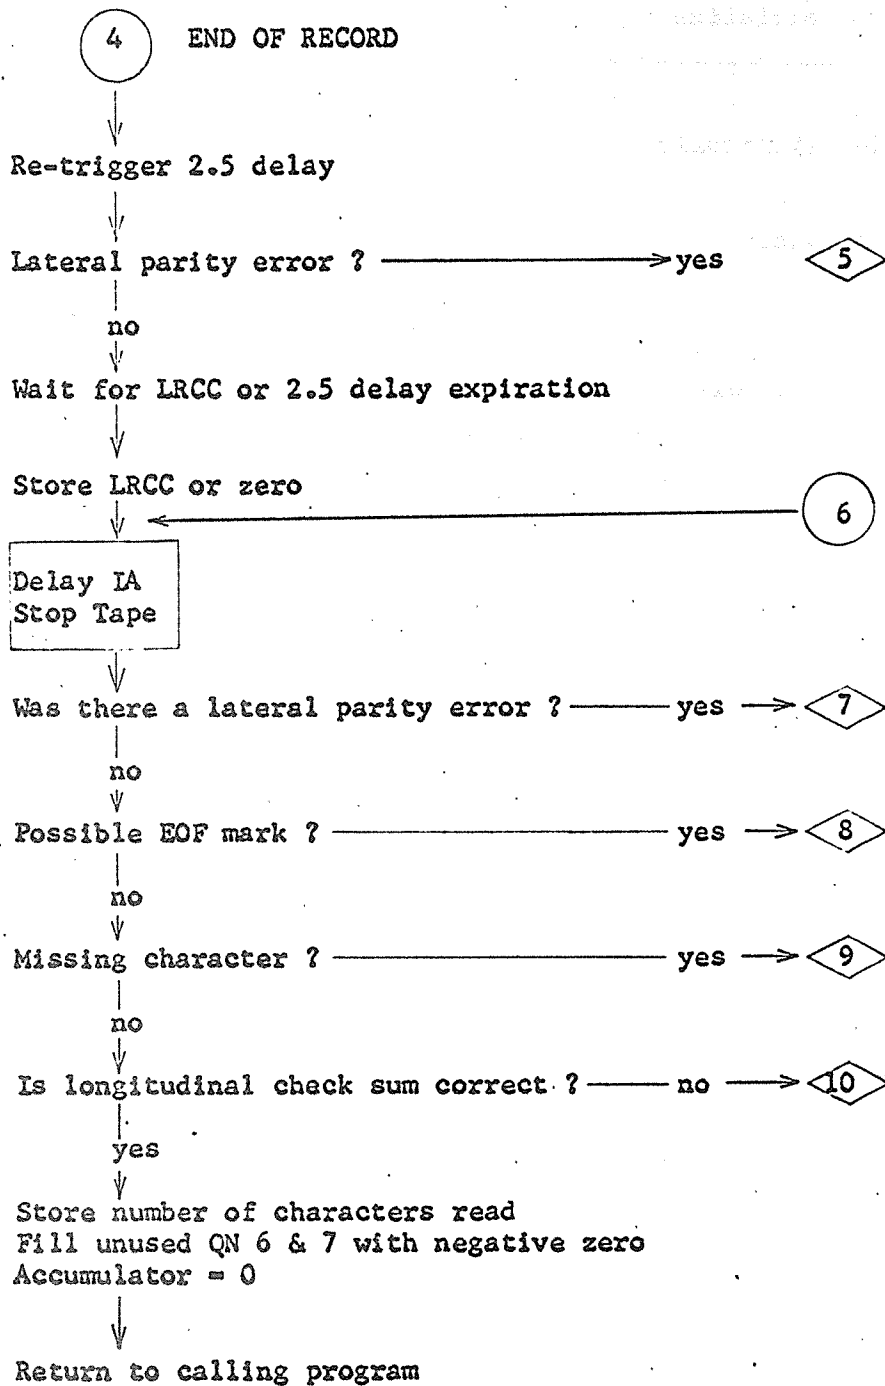 4 END OF RECORD
Re-trigger 2.5 delay
Lateral parity error ? yes 5
no
Wait for LRCC or 2.5 delay expiration
Store LRCC or zero
6
Delay IA
Stop Tape
Was there a lateral parity error ? yes 7
no
Possible EOF mark ? yes 8
no
Missing character ? yes 9
no
Is longitudinal check sum correct ? no 10
yes
Store number of characters read
Fill unused QN 6 & 7 with negative zero
Accumulator = 0
Return to calling program